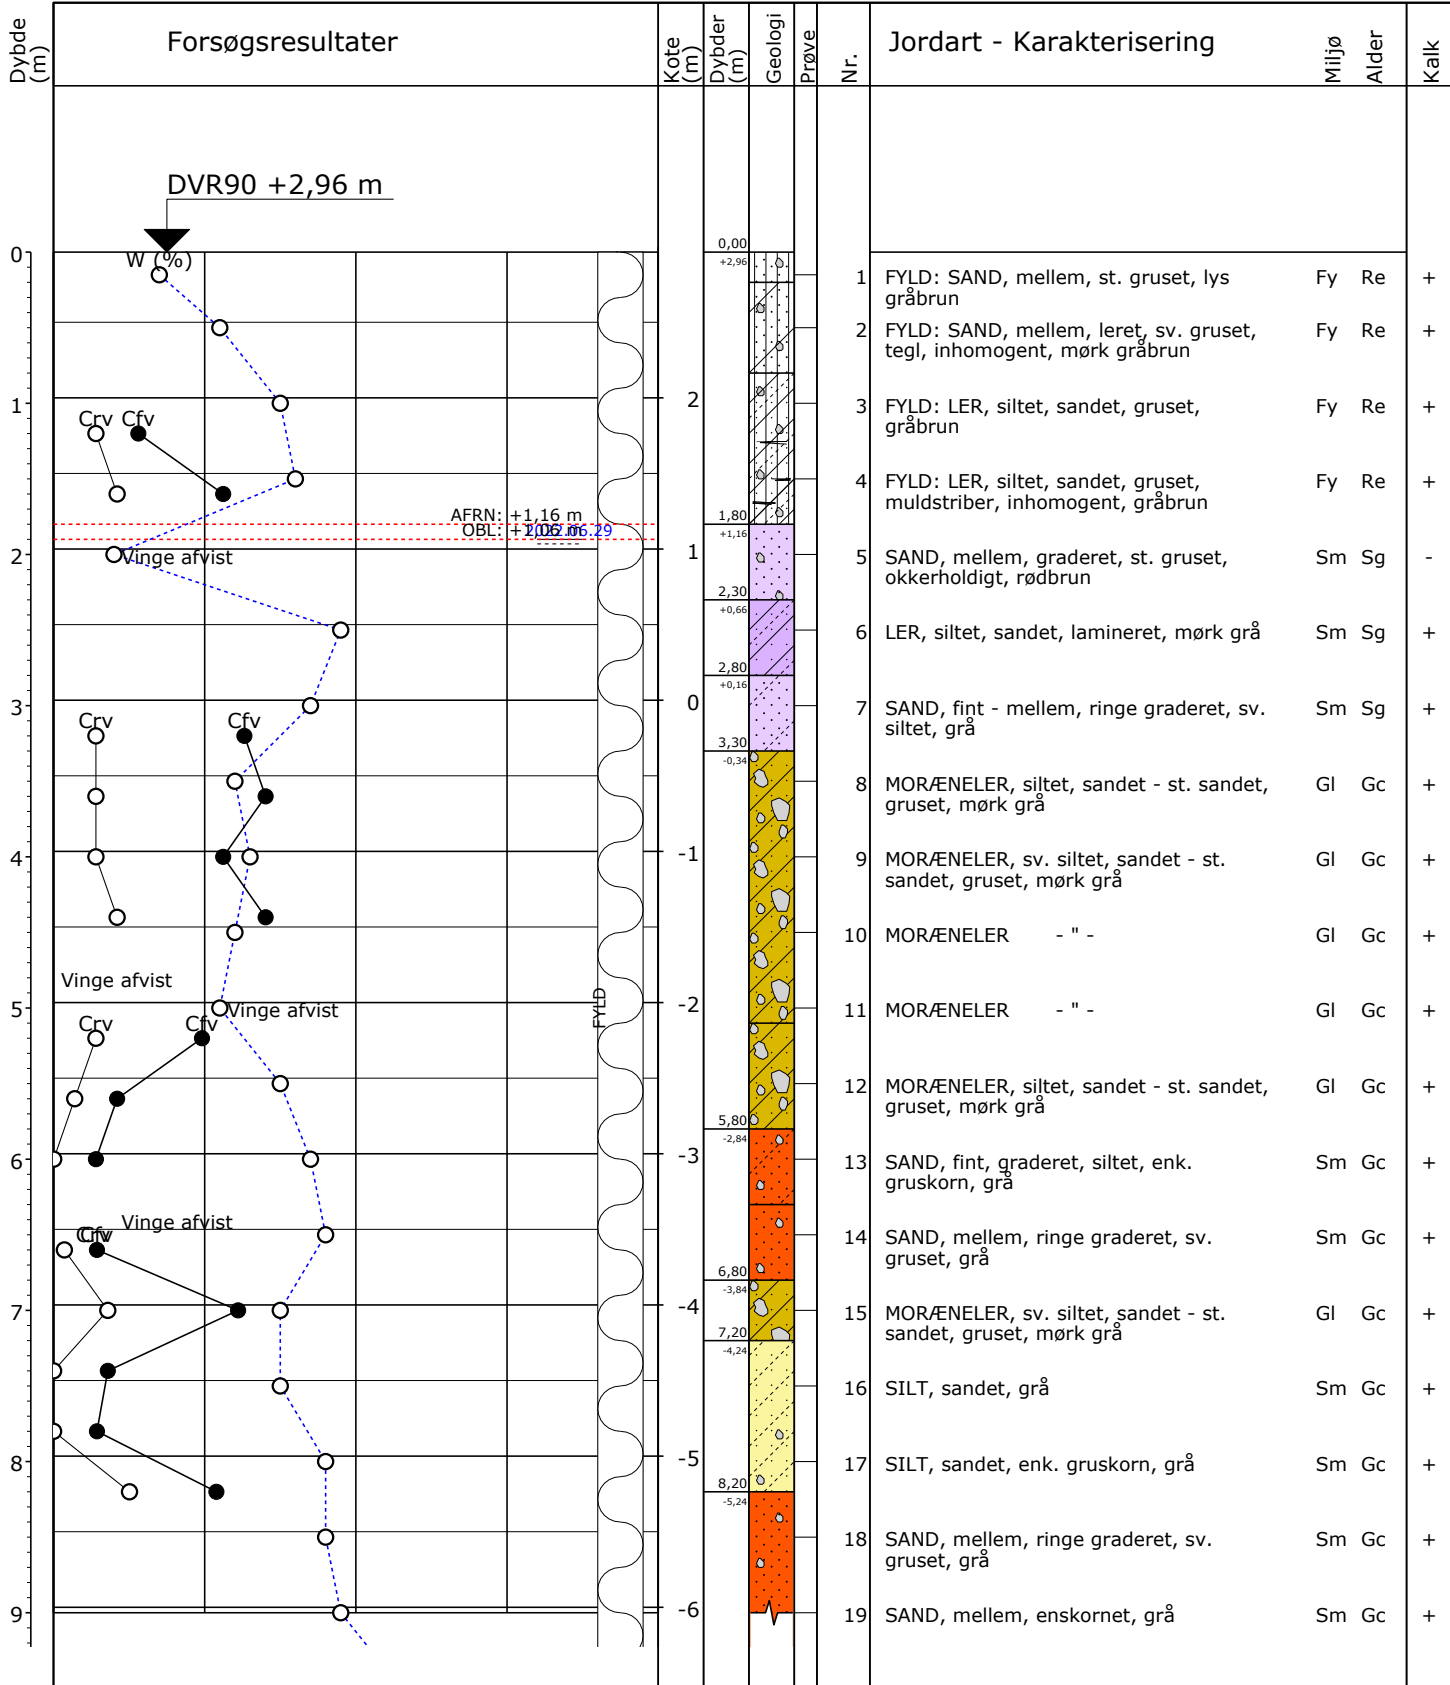 Dybde (m)
Forsøgsresultater
Kote (m)
Dybder (m)
Geologi
Prøve
Nr.
Jordart - Karakterisering
Miljø
Alder
Kalk
DVR90 +2,96 m
W (%)
0
0,00
+2,96
1 FYLD: SAND, mellem, st. gruset, lys Fy Re +
gråbrun
2 FYLD: SAND, mellem, leret, sv. gruset, Fy Re +
tegl, inhomogent, mørk gråbrun
1
2
Crv Cfv
3 FYLD: LER, siltet, sandet, gruset, Fy Re +
gråbrun
4 FYLD: LER, siltet, sandet, gruset, Fy Re +
muldstriber, inhomogent, gråbrun
AFRN: +1,16 m
1,80
+1,16
OBL: +1,06 m
2022.06.29
2
Vinge afvist
1
5 SAND, mellem, graderet, st. gruset, Sm Sg -
okkerholdigt, rødbrun
2,30
+0,66
6 LER, siltet, sandet, lamineret, mørk grå Sm Sg +
2,80
+0,16
3
0
7 SAND, fint - mellem, ringe graderet, sv. Sm Sg +
siltet, grå
Crv Cfv
3,30
-0,34
8 MORÆNELER, siltet, sandet - st. sandet, Gl Gc +
gruset, mørk grå
4
-1
9 MORÆNELER, sv. siltet, sandet - st. Gl Gc +
sandet, gruset, mørk grå
10 MORÆNELER - " - Gl Gc +
Vinge afvist
5
Vinge afvist
FYLD
-2
11 MORÆNELER - " - Gl Gc +
Crv Cfv
12 MORÆNELER, siltet, sandet - st. sandet, Gl Gc +
gruset, mørk grå
5,80
-2,84
6
-3
13 SAND, fint, graderet, siltet, enk. Sm Gc +
gruskorn, grå
Vinge afvist
Crv Cfv
14 SAND, mellem, ringe graderet, sv. Sm Gc +
gruset, grå
6,80
-3,84
7
-4
15 MORÆNELER, sv. siltet, sandet - st. Gl Gc +
sandet, gruset, mørk grå
7,20
-4,24
16 SILT, sandet, grå Sm Gc +
8
-5
17 SILT, sandet, enk. gruskorn, grå Sm Gc +
8,20
-5,24
18 SAND, mellem, ringe graderet, sv. Sm Gc +
gruset, grå
9
-6
19 SAND, mellem, enskornet, grå Sm Gc +